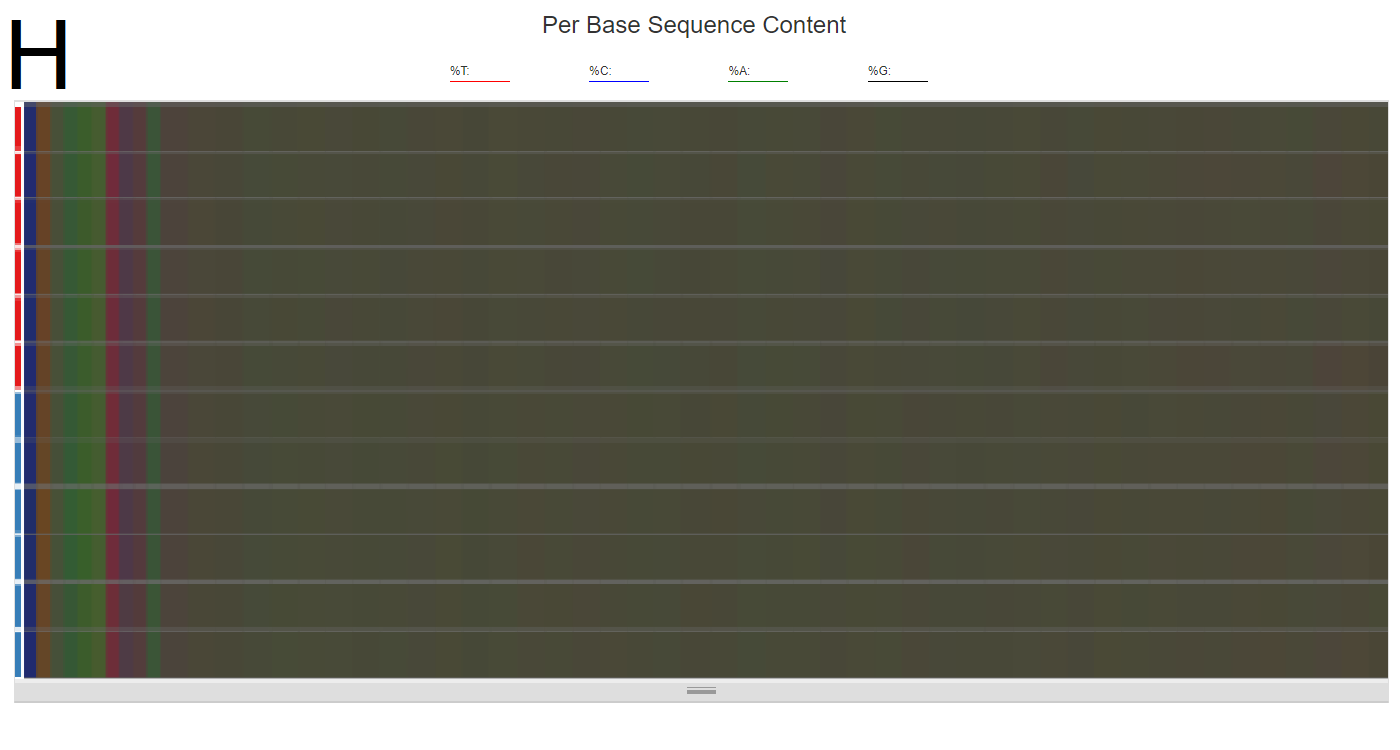 H
Per Base Sequence Content
%T: %C: %A: %G: